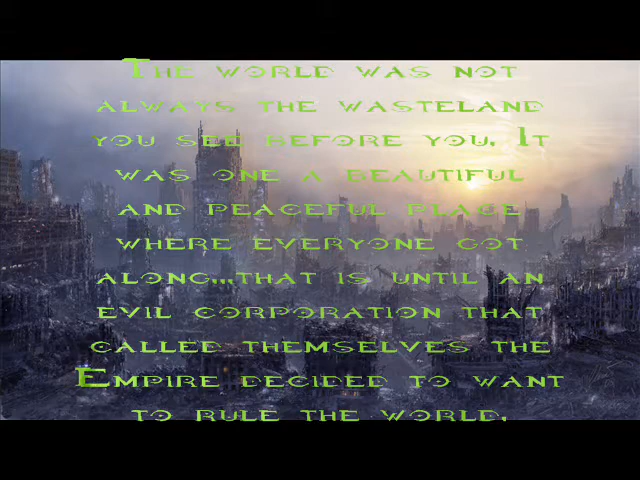 The world was not
always the wasteland
you see before you. It
was one a beautiful
and peaceful place
where everyone got
along...that is until an
evil corporation that
called themselves the
Empire decided to want
to rule the world.